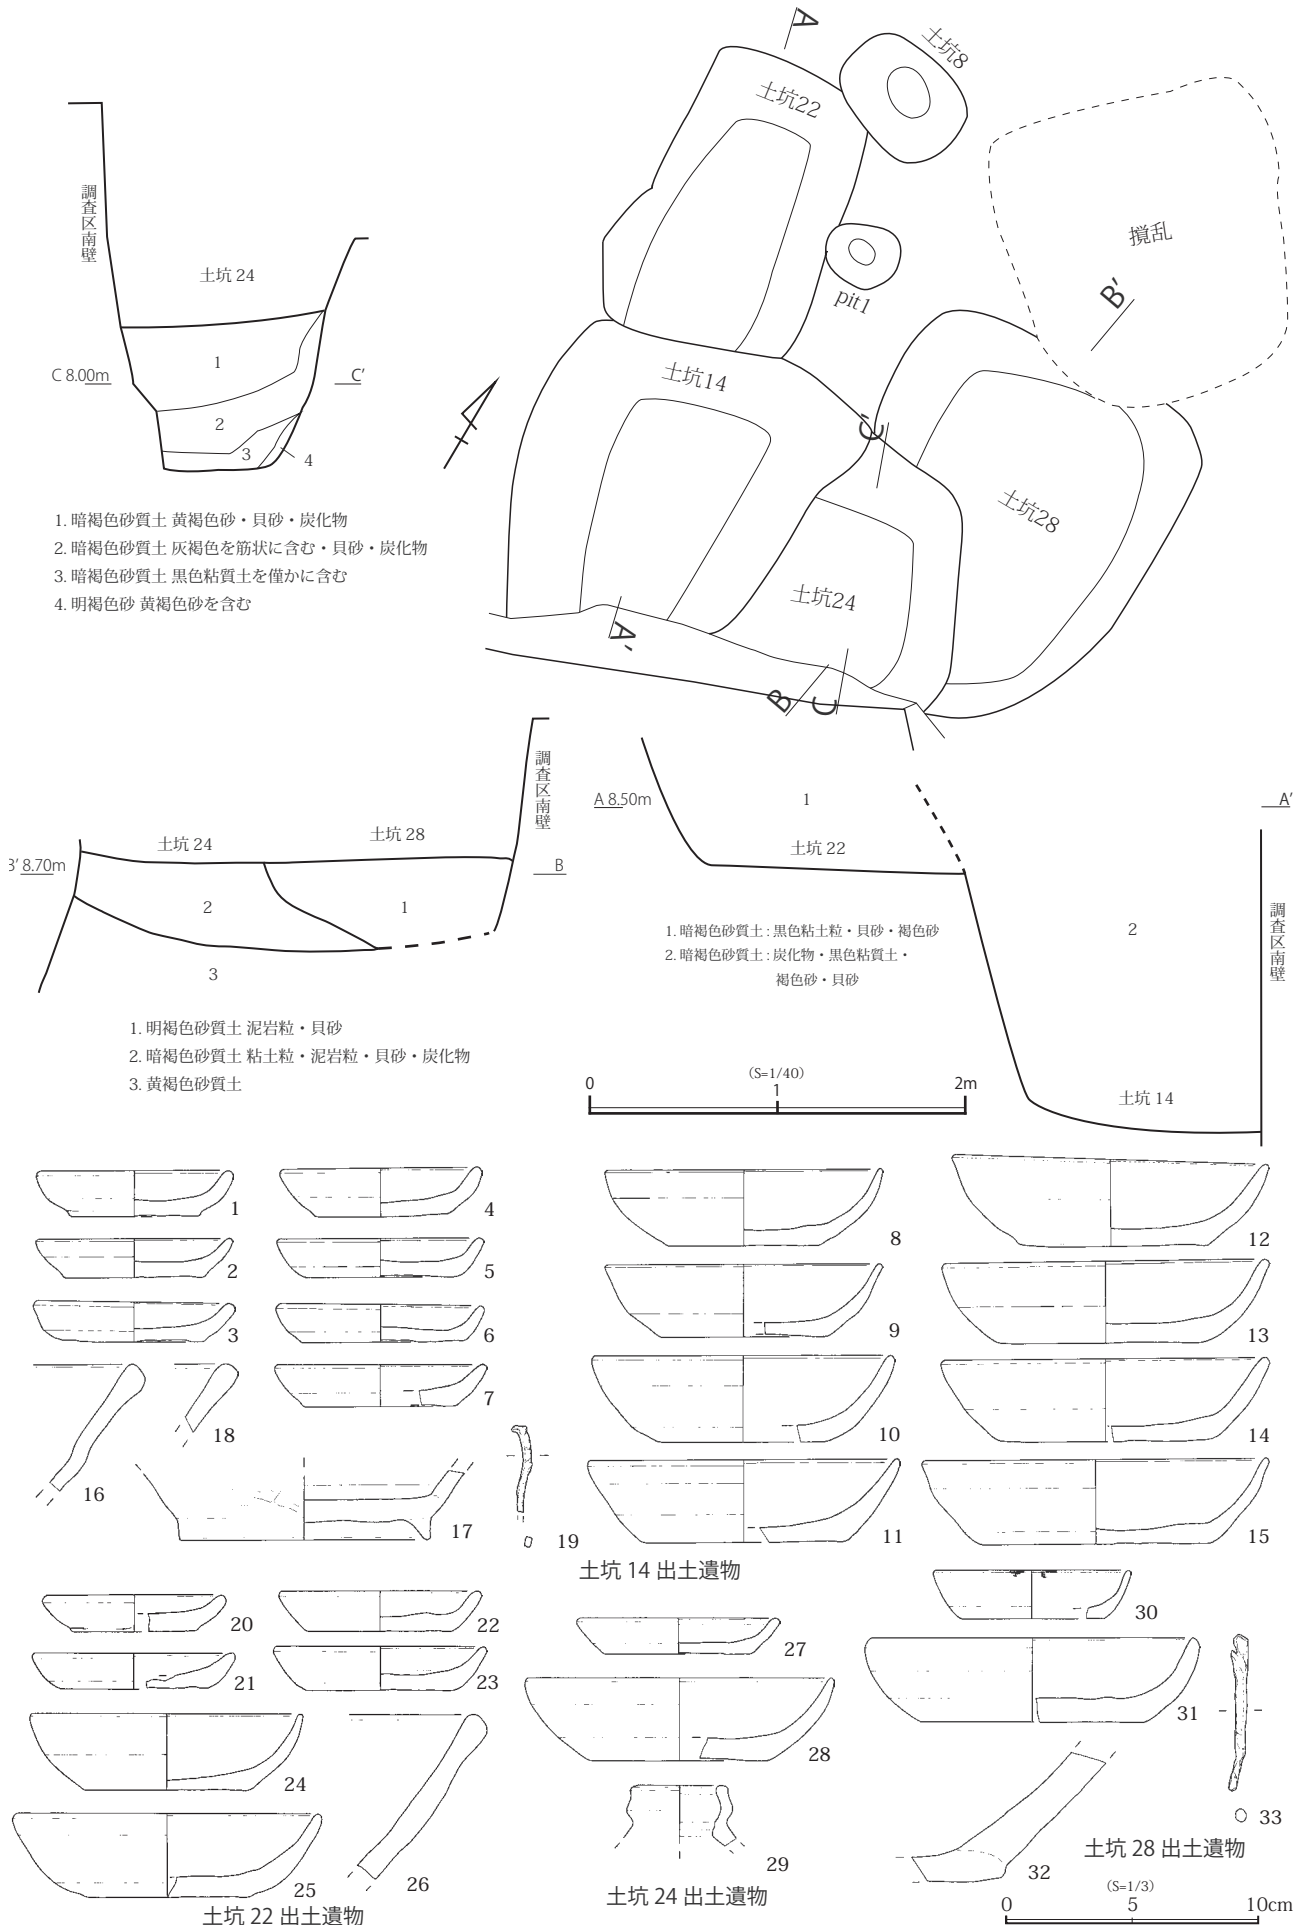 A
土坑8
土坑22
調査区南壁
撹乱
土坑 24
B′
pit1
1
土坑14
C 8.00m
C′
C′
2
3
4
土坑28
1. 暗褐色砂質土 黄褐色砂・貝砂・炭化物
2. 暗褐色砂質土 灰褐色を筋状に含む・貝砂・炭化物
3. 暗褐色砂質土 黒色粘質土を僅かに含む
4. 明褐色砂 黄褐色砂を含む
土坑24
A′
B
C
調査区南壁
A 8.50m
1
A′
土坑 24
土坑 28
土坑 22
B′ 8.70m
B
2
1
3
調査区南壁
2
1. 暗褐色砂質土 : 黒色粘土粒・貝砂・褐色砂
2. 暗褐色砂質土 : 炭化物・黒色粘質土・
褐色砂・貝砂
1. 明褐色砂質土 泥岩粒・貝砂
2. 暗褐色砂質土 粘土粒・泥岩粒・貝砂・炭化物
3. 黄褐色砂質土
(S=1/40)
0
1
2m
土坑 14
1
4
8
12
2
5
3
6
9
13
7
18
10
14
16
17
19
11
15
土坑 14 出土遺物
20
22
27
30
21
23
24
28
31
25
26
29
32
33
土坑 22 出土遺物
土坑 24 出土遺物
土坑 28 出土遺物
(S=1/3)
0
5
10cm